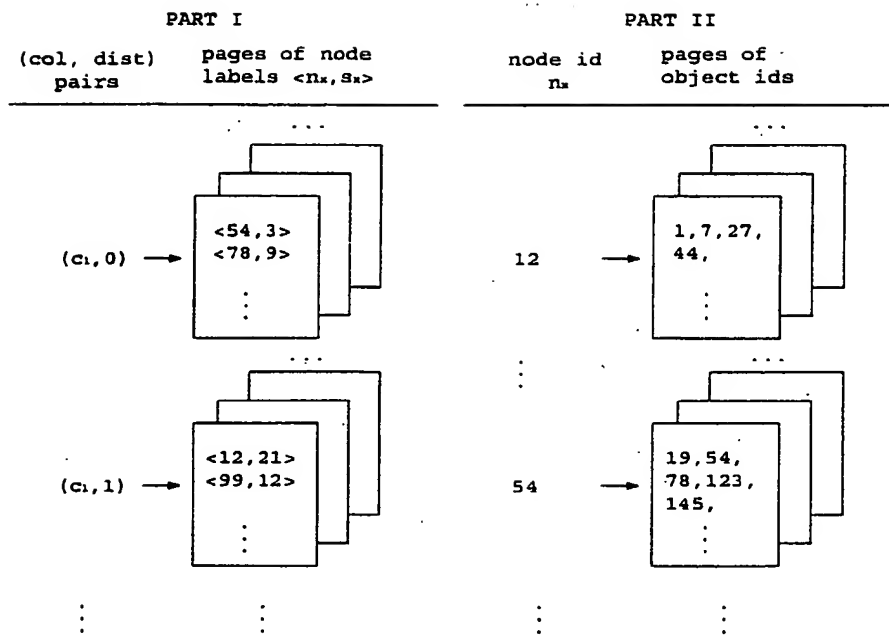 PART I
PART II
(col, dist) pairs
pages of node labels <nx,sx>
node id nx
pages of object ids
...
...
(c1,0)
<54,3>
<78,9>
12
1,7,27,
44,
...
...
(c1,1)
<12,21>
<99,12>
54
19,54,
78,123,
145,